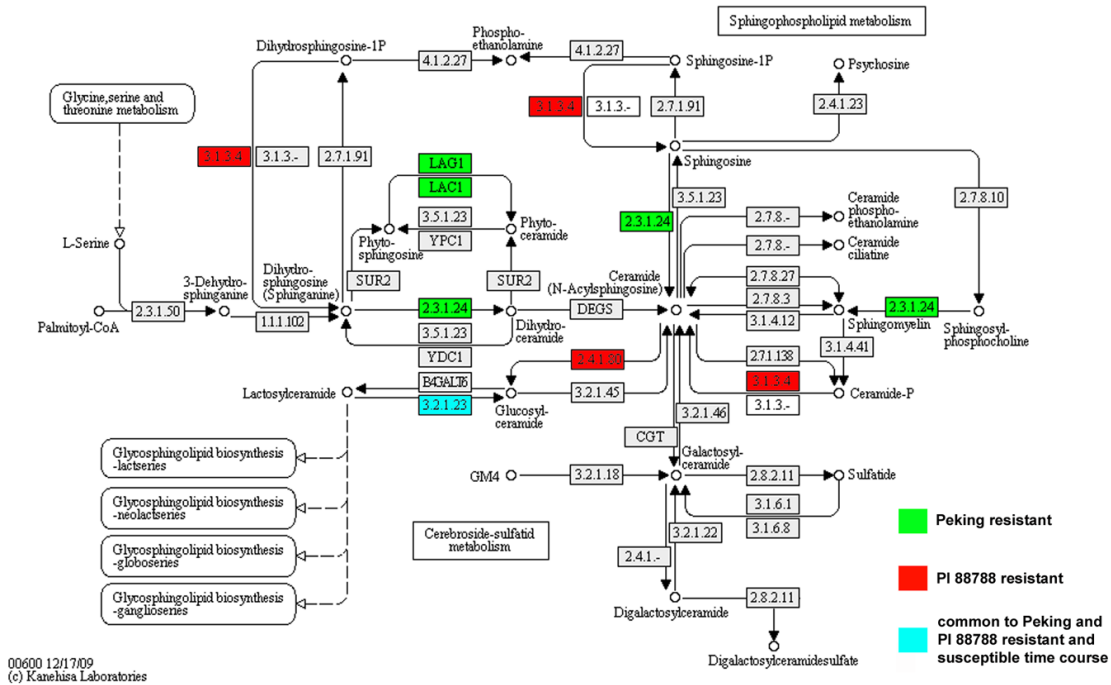 Sphingophospholipid metabolism
Phospho-
ethanolamine
Dihydrosphingosine-1P
4.1.2.27
4.1.2.27
Sphingosine-1P
Psychosine
Glycine,serine and
threonine metabolism
3.1.3.4
3.1.3.-
2.7.1.91
2.4.1.23
3.1.3.4
3.1.3.-
2.7.1.91
Sphingosine
LAG1
LAC1
3.5.1.23
2.7.8.10
3.5.1.23
YPC1
2.3.1.24
2.7.8.-
Ceramide
phospho-
ethanolamine
L-Serine
Phyto-
sphingosine
Phyto-
ceramide
2.7.8.-
Ceramide
ciliatine
3-Dehydro-
sphinganine
Dihydro-
sphingosine
(Sphinganine)
SUR2
SUR2
Ceramide
(N-Acylsphingosine)
2.7.8.27
2.7.8.3
Palmitoyl-CoA
2.3.1.50
1.1.1.102
2.3.1.24
Dihydro-
ceramide
DEGS
3.1.4.12
Sphingomyelin
2.3.1.24
Sphingosyl-
phosphocholine
3.5.1.23
YDC1
2.4.1.80
2.7.1.138
3.1.4.41
Lactosylceramide
B4GALT6
3.2.1.23
Glucosyl-
ceramide
3.2.1.45
3.1.3.4
3.1.3.-
Ceramide-P
3.2.1.46
CGT
Glycosphingolipid biosynthesis
-lactseries
GM4
3.2.1.18
Galactosyl-
ceramide
2.8.2.11
Sulfatide
Glycosphingolipid biosynthesis
-neolactseries
3.1.6.1
3.1.6.8
Cerebroside-sulfatid
metabolism
3.2.1.22
2.4.1.-
Glycosphingolipid biosynthesis
-globoseries
Glycosphingolipid biosynthesis
-ganglioseries
2.8.2.11
Digalactosylceramide
Digalactosylceramidesulfate
Peking resistant
PI 88788 resistant
common to Peking and
PI 88788 resistant and
susceptible time course
00600 12/17/09
(c) Kanehisa Laboratories